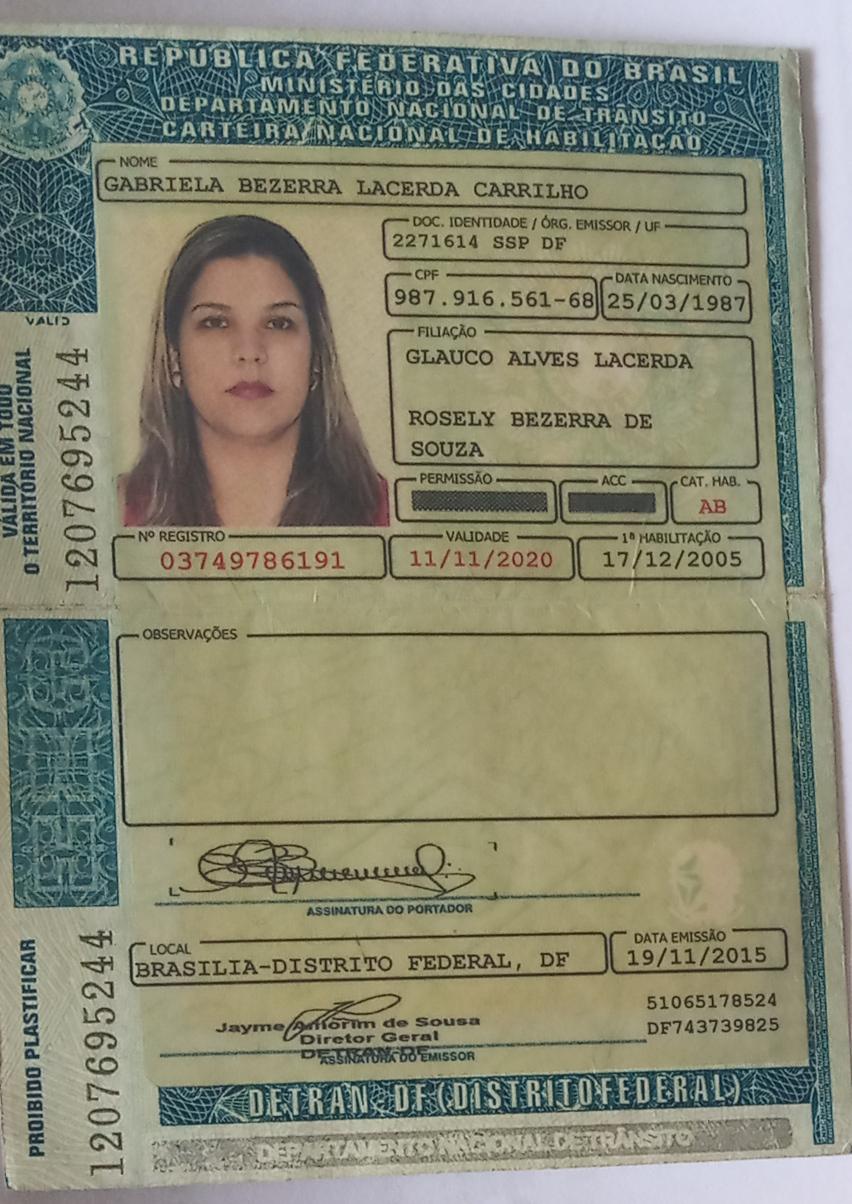 REPÚBLICA FEDERATIVA DO BRASIL
MINISTÉRIO DAS CIDADES
DEPARTAMENTO NACIONAL DE TRÂNSITO
CARTEIRA NACIONAL DE HABILITAÇÃO
NOME
GABRIELA BEZERRA LACERDA CARRILHO
DOC. IDENTIDADE / ÓRG. EMISSOR / UF
2271614 SSP DF
CPF
987.916.561-68
DATA NASCIMENTO
25/03/1987
FILIAÇÃO
GLAUCO ALVES LACERDA
ROSELY BEZERRA DE
SOUZA
PERMISSÃO
ACC
CAT. HAB.
AB
Nº REGISTRO
03749786191
VALIDADE
11/11/2020
1ª HABILITAÇÃO
17/12/2005
VÁLIDA EM TODO
O TERRITÓRIO NACIONAL
1207695244
OBSERVAÇÕES
ASSINATURA DO PORTADOR
LOCAL
BRASILIA-DISTRITO FEDERAL, DF
DATA EMISSÃO
19/11/2015
51065178524
DF743739825
Jayme Amorim de Sousa
Diretor Geral
DETRAN-DF
ASSINATURA DO EMISSOR
PROIBIDO PLASTIFICAR
1207695244
DETRAN, DF (DISTRITO FEDERAL)
DEPARTAMENTO NACIONAL DE TRÂNSITO